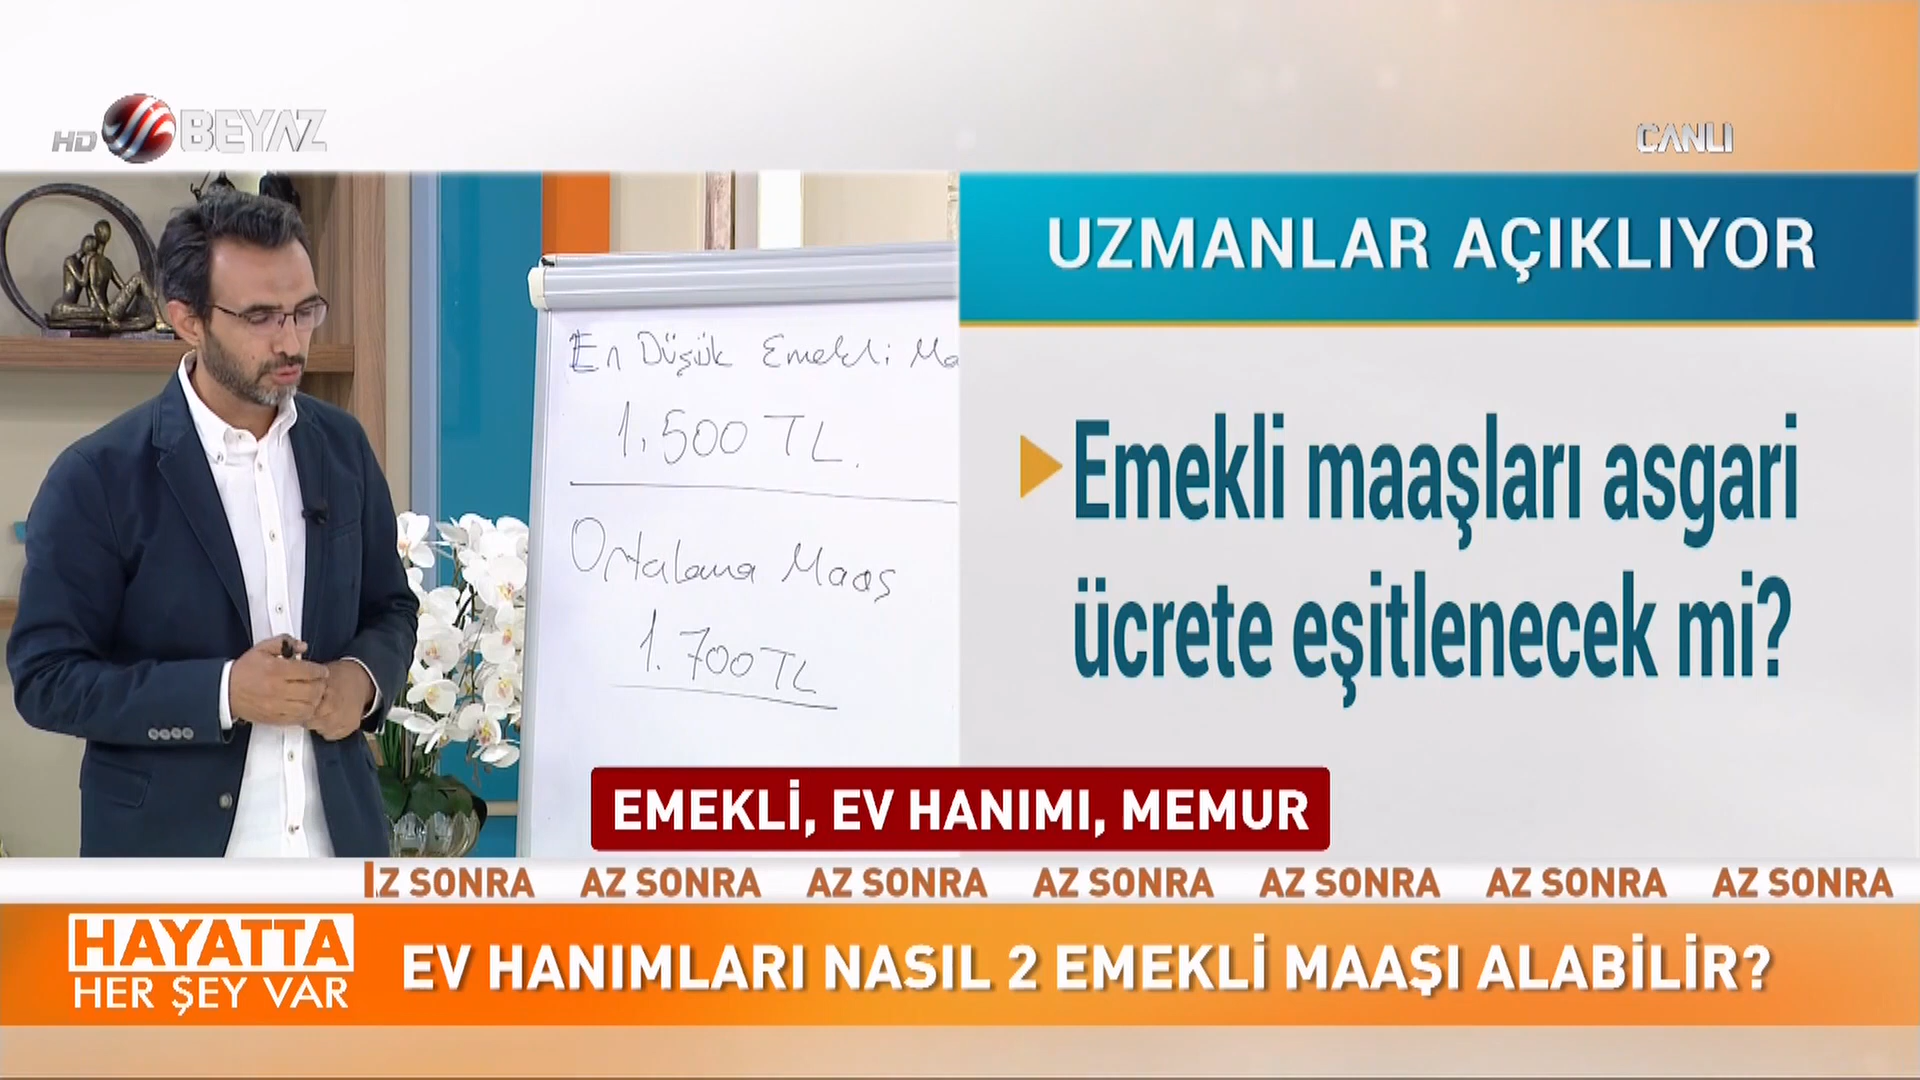 HD BEYAZ
CANLI
UZMANLAR AÇIKLIYOR
En Düşük Emekli
1.500 TL.
Ortalama Maaş
1.700 TL
Emekli maaşları asgari
ücrete eşitlenecek mi?
EMEKLİ, EV HANIMI, MEMUR
SONRA AZ SONRA AZ SONRA AZ SONRA AZ SONRA AZ SONRA AZ SONRA
HAYATTA
HER ŞEY VAR
EV HANIMLARI NASIL 2 EMEKLİ MAAŞI ALABİLİR?